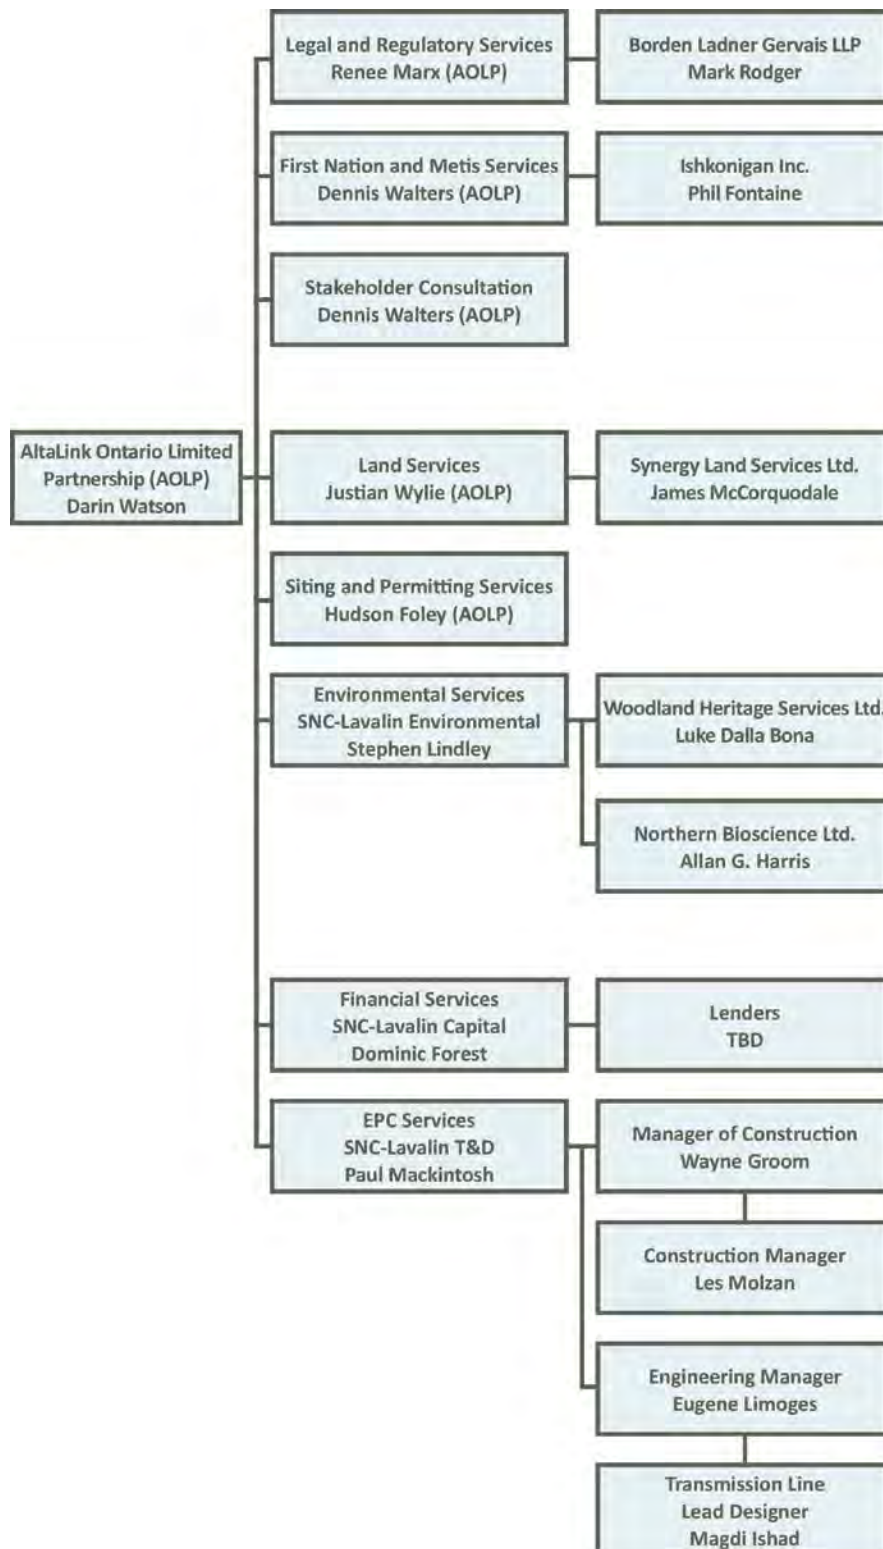 Legal and Regulatory Services
Renee Marx (AOLP)
Borden Ladner Gervais LLP
Mark Rodger
First Nation and Metis Services
Dennis Walters (AOLP)
Ishkonigan Inc.
Phil Fontaine
Stakeholder Consultation
Dennis Walters (AOLP)
AltaLink Ontario Limited
Partnership (AOLP)
Darin Watson
Land Services
Justian Wylie (AOLP)
Synergy Land Services Ltd.
James McCorquodale
Siting and Permitting Services
Hudson Foley (AOLP)
Environmental Services
SNC-Lavalin Environmental
Stephen Lindley
Woodland Heritage Services Ltd.
Luke Dalla Bona
Northern Bioscience Ltd.
Allan G. Harris
Financial Services
SNC-Lavalin Capital
Dominic Forest
Lenders
TBD
EPC Services
SNC-Lavalin T&D
Paul Mackintosh
Manager of Construction
Wayne Groom
Construction Manager
Les Molzan
Engineering Manager
Eugene Limoges
Transmission Line
Lead Designer
Magdi Ishad